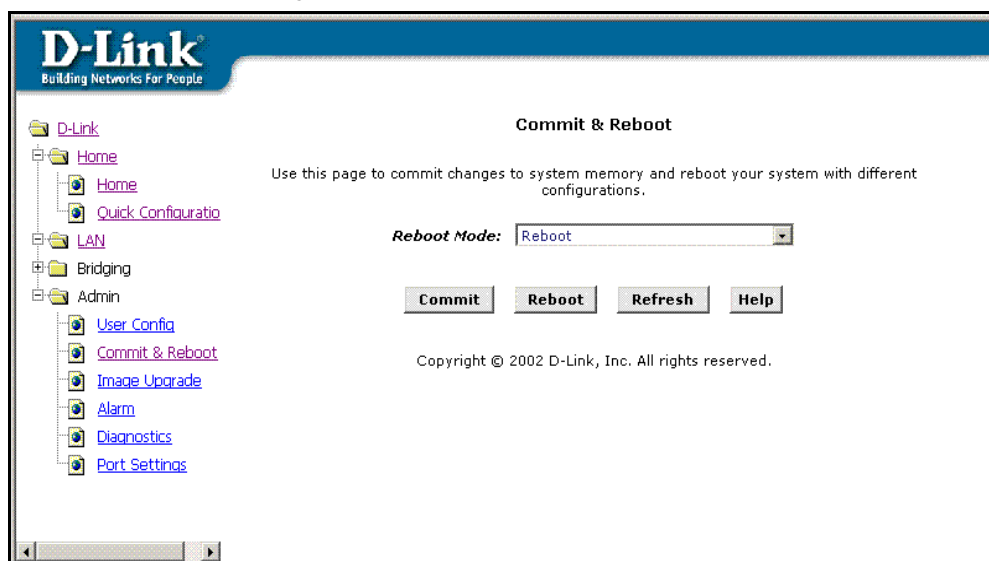 D-Link
Building Networks For People
D-Link
Home
Home
Quick Configuratio
LAN
Bridging
Admin
User Config
Commit & Reboot
Image Upgrade
Alarm
Diagnostics
Port Settings
Commit & Reboot
Use this page to commit changes to system memory and reboot your system with different
configurations.
Reboot Mode: Reboot
Commit Reboot Refresh Help
Copyright © 2002 D-Link, Inc. All rights reserved.